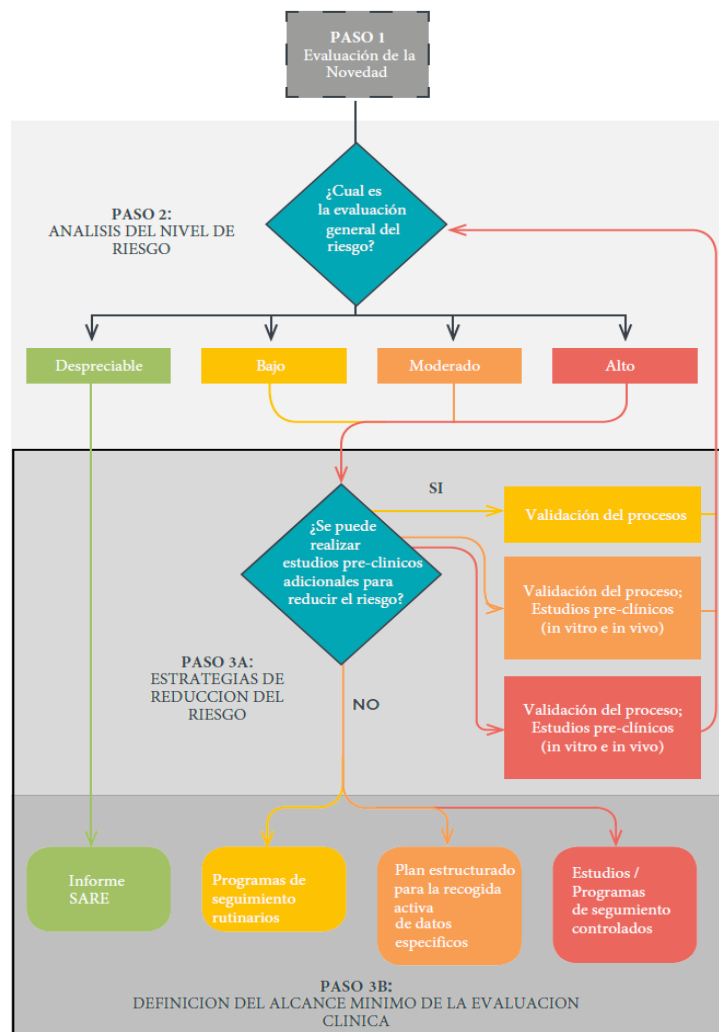 PASO 1
Evaluación de la
Novedad
¿Cual es
la evaluación
general del
riesgo?
PASO 2:
ANALISIS DEL NIVEL DE
RIESGO
Despreciable
Bajo
Moderado
Alto
SI
¿Se puede
realizar
estudios pre-clinicos
adicionales para
reducir el riesgo?
Validación del procesos
Validación del proceso;
Estudios pre-clínicos
(in vitro e in vivo)
PASO 3A:
ESTRATEGIAS DE
REDUCCION DEL
RIESGO
NO
Validación del proceso;
Estudios pre-clínicos
(in vitro e in vivo)
Informe
SARE
Programas de
seguimiento
rutinarios
Plan estructurado
para la recogida
activa
de datos
especificos
Estudios /
Programas
de segumiento
controlados
PASO 3B:
DEFINICION DEL ALCANCE MINIMO DE LA EVALUACION
CLINICA